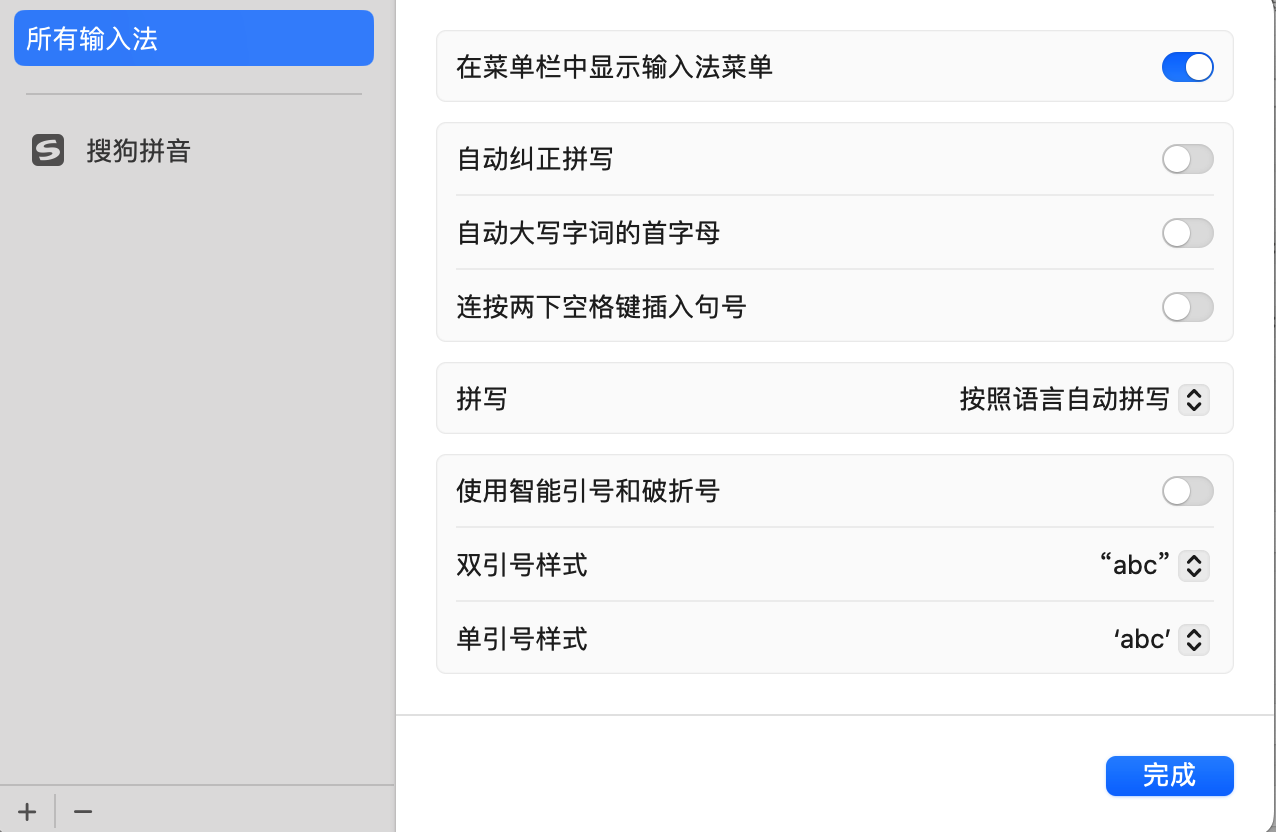 所有输入法
搜狗拼音
在菜单栏中显示输入法菜单
自动纠正拼写
自动大写字词的首字母
连按两下空格键插入句号
拼写 按照语言自动拼写
使用智能引号和破折号
双引号样式 “abc”
单引号样式 ‘abc’
完成